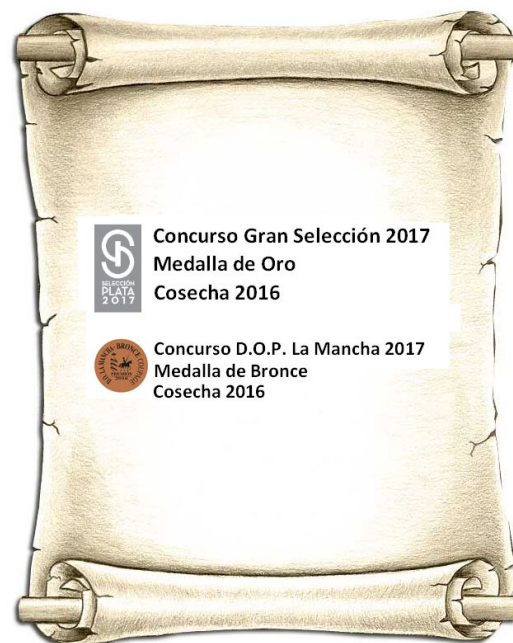 SELECCIÓN
PLATA
2017
Concurso Gran Selección 2017
Medalla de Oro
Cosecha 2016
Concurso D.O.P. La Mancha 2017
Medalla de Bronce
Cosecha 2016